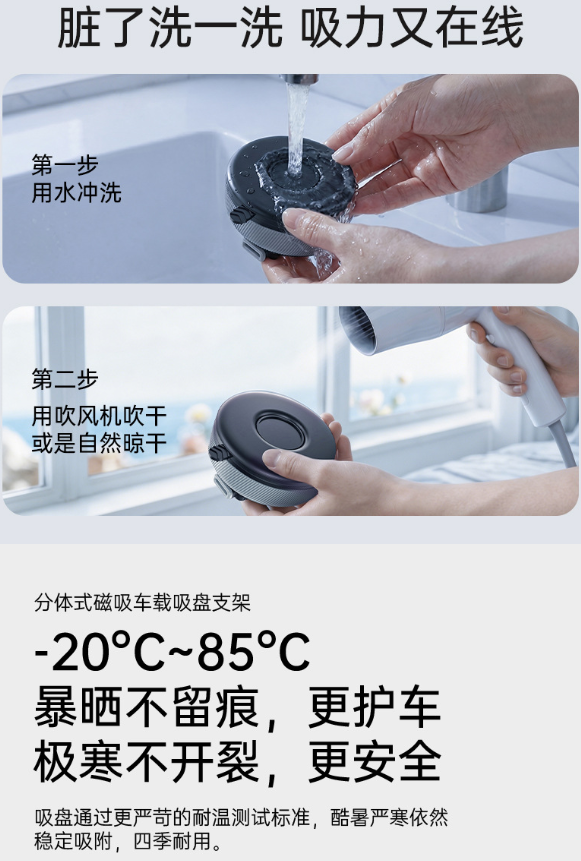 脏了洗一洗 吸力又在线
第一步
用水冲洗
第二步
用吹风机吹干
或是自然晾干
分体式磁吸车载吸盘支架
-20°C~85°C
暴晒不留痕，更护车
极寒不开裂，更安全
吸盘通过更严苛的耐温测试标准，酷暑严寒依然
稳定吸附，四季耐用。